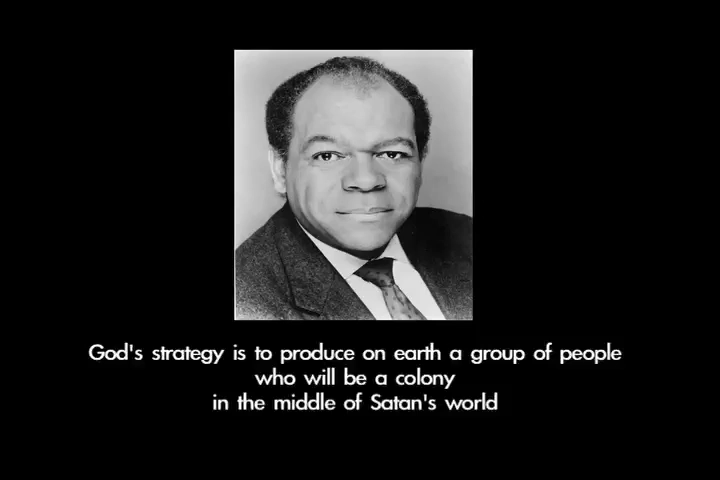 God's strategy is to produce on earth a group of people
who will be a colony
in the middle of Satan's world